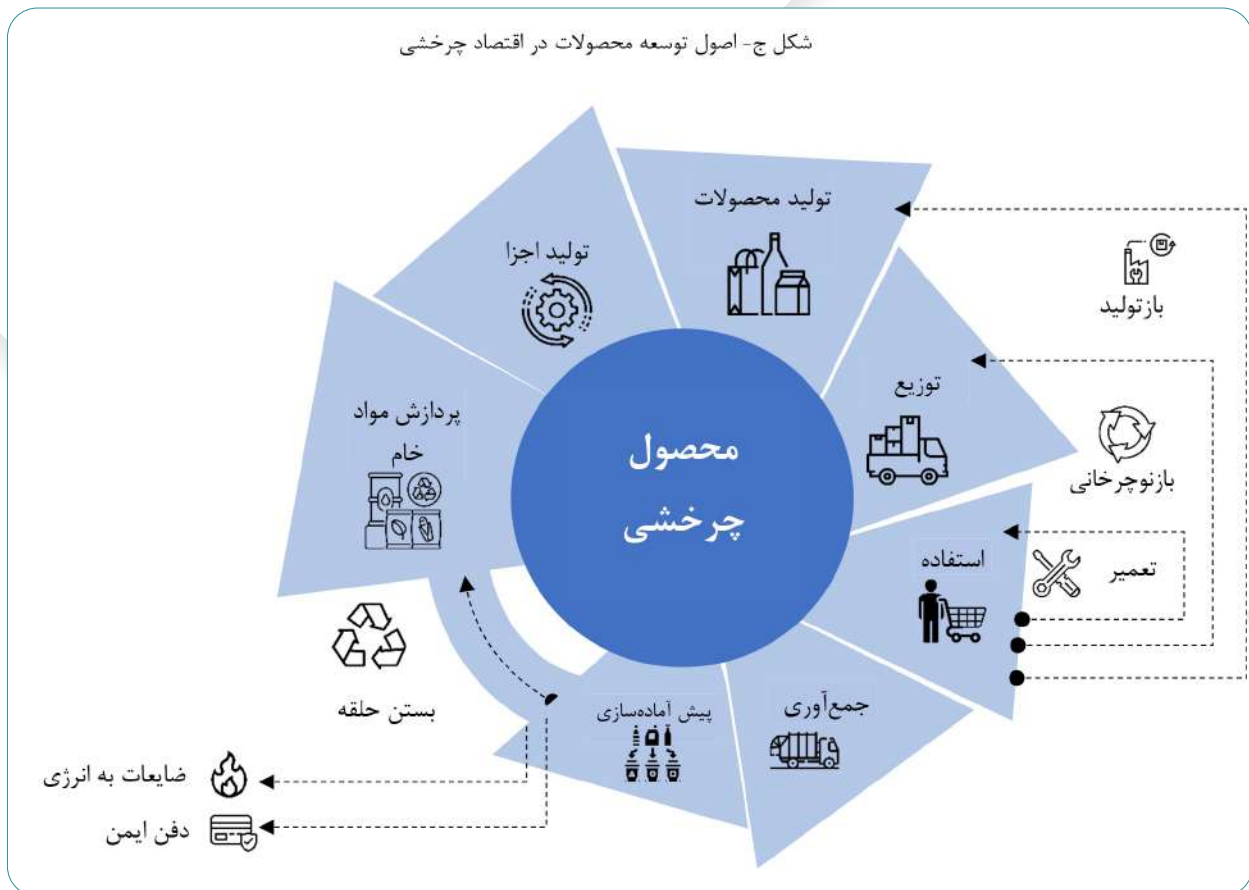 شکل ج- اصول توسعه محصولات در اقتصاد چرخشی
تولید محصولات
تولید اجزا
بازتولید
توزیع
پردازش مواد
خام
محصول
چرخشی
بازنوچرخانی
استفاده
تعمیر
بستن حلقه
پیش آماده‌سازی
جمع‌آوری
ضایعات به انرژی
دفن ایمن